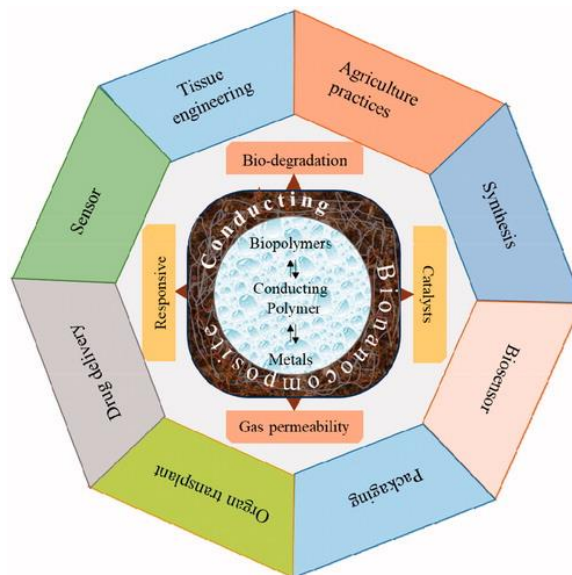 Tissue
engineering
Agriculture
practices
Sensor
Synthesis
Bio-degradation
Conducting
Bionanocomposite
Biopolymers
Conducting
Polymer
Metals
Responsive
Catalysts
Gas permeability
Drug delivery
Biosensor
Organ transplant
Packaging